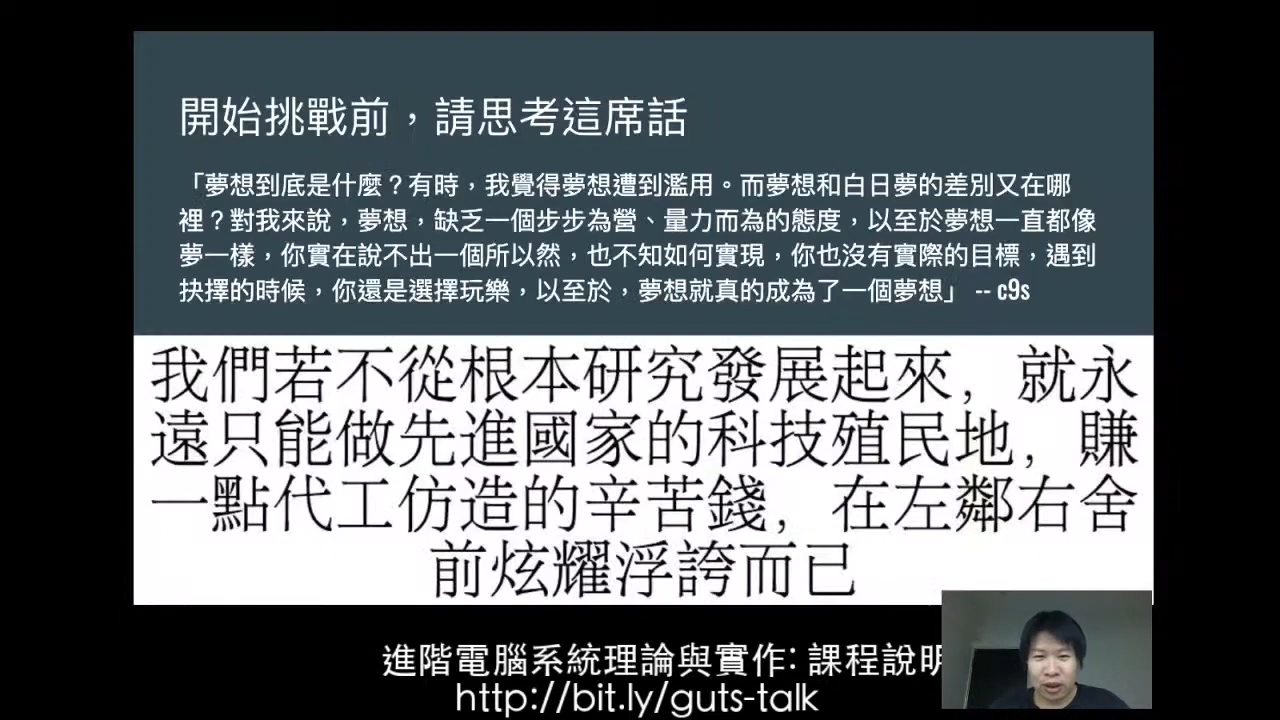 開始挑戰前，請思考這席話
「夢想到底是什麼？有時，我覺得夢想遭到濫用。而夢想和白日夢的差別又在哪
裡？對我來說，夢想，缺乏一個步步為營、量力而為的態度，以至於夢想一直都像
夢一樣，你實在說不出一個所以然，也不知如何實現，你也沒有實際的目標，遇到
抉擇的時候，你還是選擇玩樂，以至於，夢想就真的成為了一個夢想」 -- c9s
我們若不從根本研究發展起來，就永
遠只能做先進國家的科技殖民地，賺
一點代工仿造的辛苦錢，在左鄰右舍
前炫耀浮誇而已
進階電腦系統理論與實作: 課程說明
http://bit.ly/guts-talk